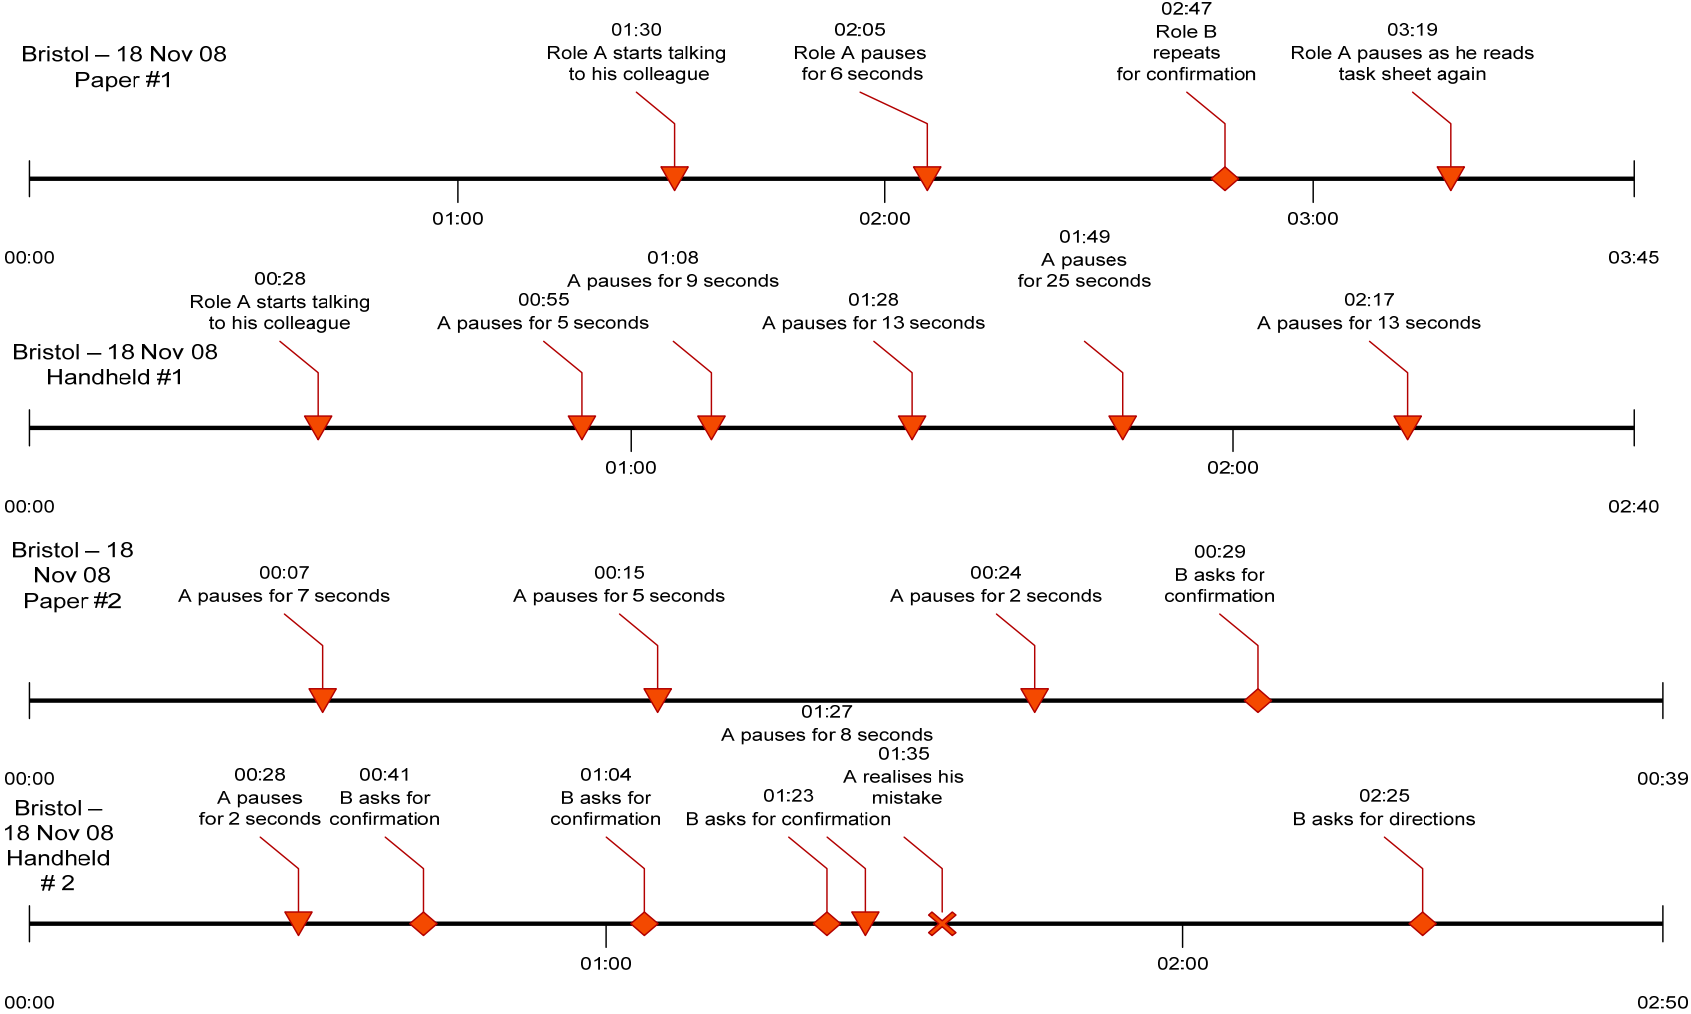 Bristol – 18 Nov 08
Paper #1
01:30
Role A starts talking
to his colleague
02:05
Role A pauses
for 6 seconds
02:47
Role B
repeats
for confirmation
03:19
Role A pauses as he reads
task sheet again
01:00
02:00
03:00
00:00
03:45
Bristol – 18 Nov 08
Handheld #1
00:28
Role A starts talking
to his colleague
00:55
A pauses for 5 seconds
01:08
A pauses for 9 seconds
01:28
A pauses for 13 seconds
01:49
A pauses
for 25 seconds
02:17
A pauses for 13 seconds
01:00
02:00
00:00
02:40
Bristol – 18
Nov 08
Paper #2
00:07
A pauses for 7 seconds
00:15
A pauses for 5 seconds
00:24
A pauses for 2 seconds
00:29
B asks for
confirmation
00:00
00:39
Bristol –
18 Nov 08
Handheld
# 2
00:28
A pauses
for 2 seconds
00:41
B asks for
confirmation
01:04
B asks for
confirmation
01:23
B asks for confirmation
01:27
A pauses for 8 seconds
01:35
A realises his
mistake
02:25
B asks for directions
01:00
02:00
00:00
02:50